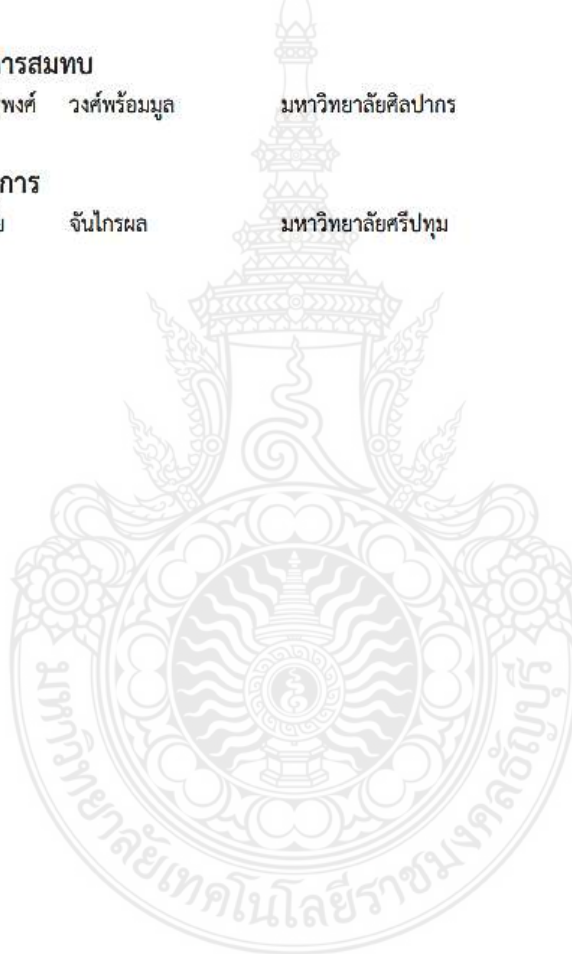 ารสมทบ
พงศ์ วงศ์พร้อมมูล มหาวิทยาลัยศิลปากร
การ
จันไกรผล มหาวิทยาลัยศรีปทุม
มหาวิทยาลัยเทคโนโลยีราชมงคลธัญบุรี